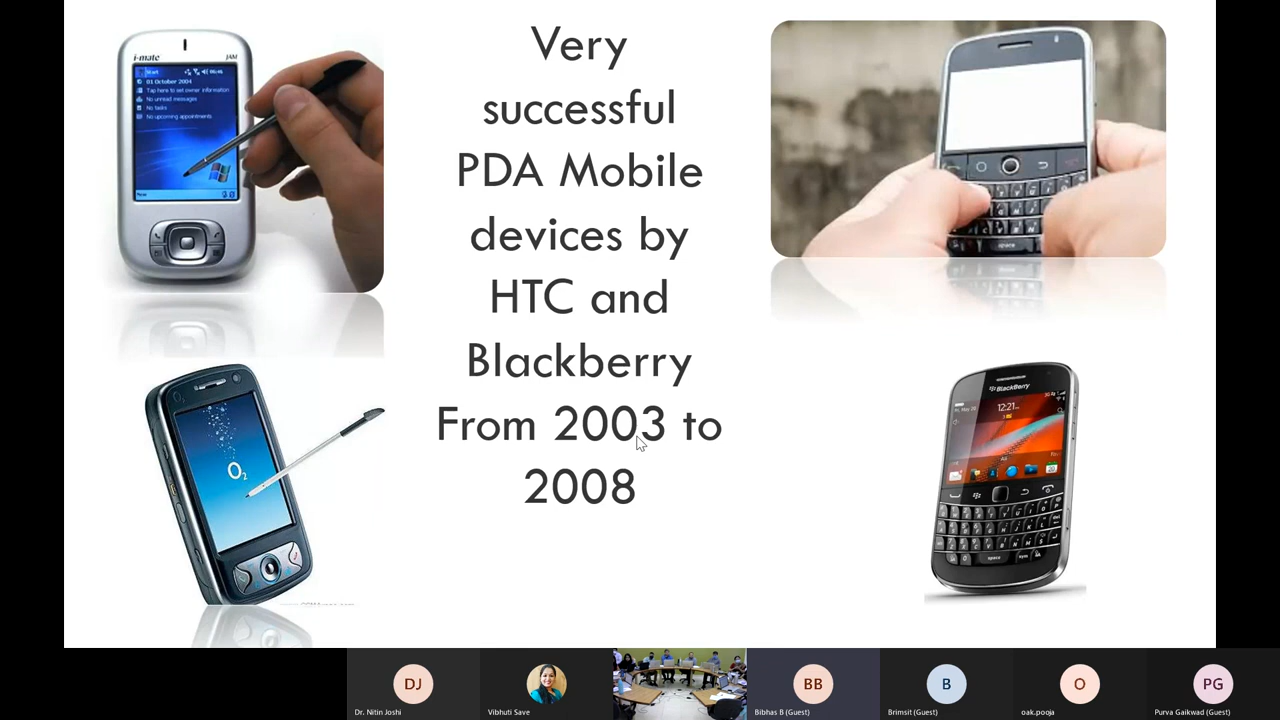 Very
successful
PDA Mobile
devices by
HTC and
Blackberry
From 2003 to
2008
i-mate
JAM
Start
01 October 2004
Tap here to set owner information
No unread messages
No tasks
No upcoming appointments
New
space
O2
BlackBerry
12:21
DJ
Dr. Nitin Joshi
Vibhuti Save
BB
Bibhas B (Guest)
B
Brimsit (Guest)
O
oak.pooja
PG
Purva Gaikwad (Guest)